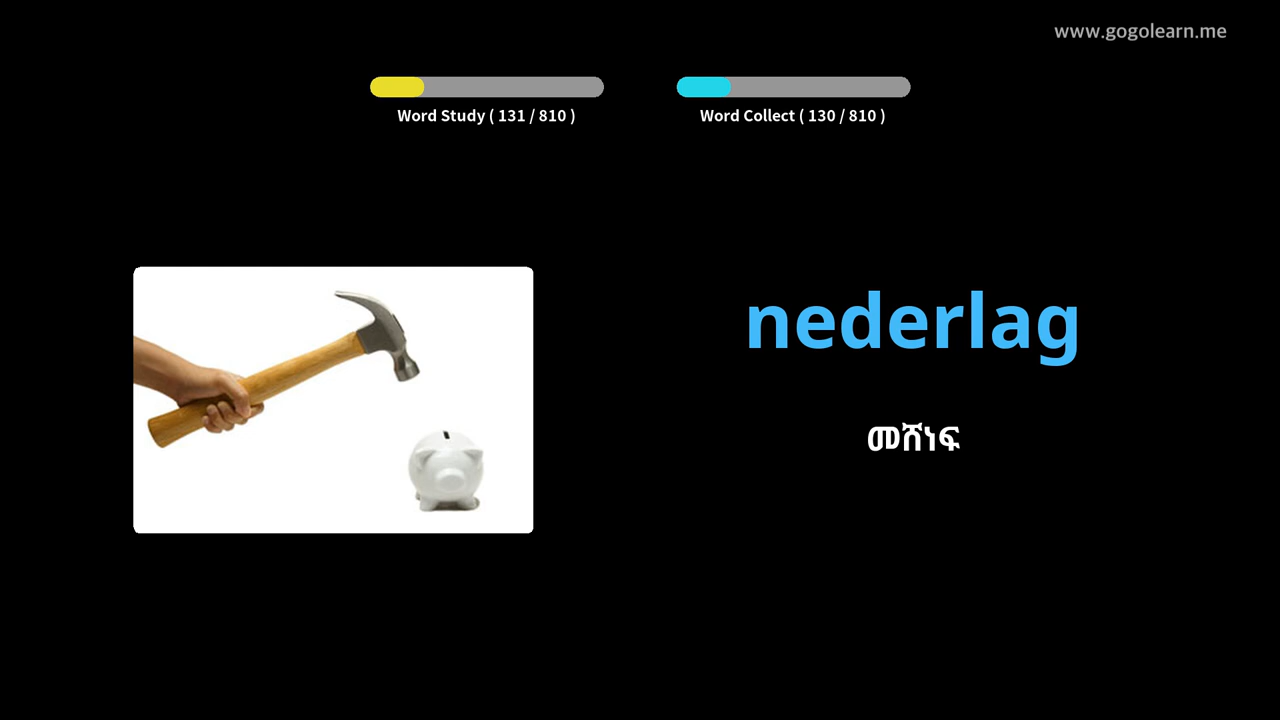 www.gogolearn.me
Word Study ( 131 / 810 )
Word Collect ( 130 / 810 )
nederlag
መሸነፍ